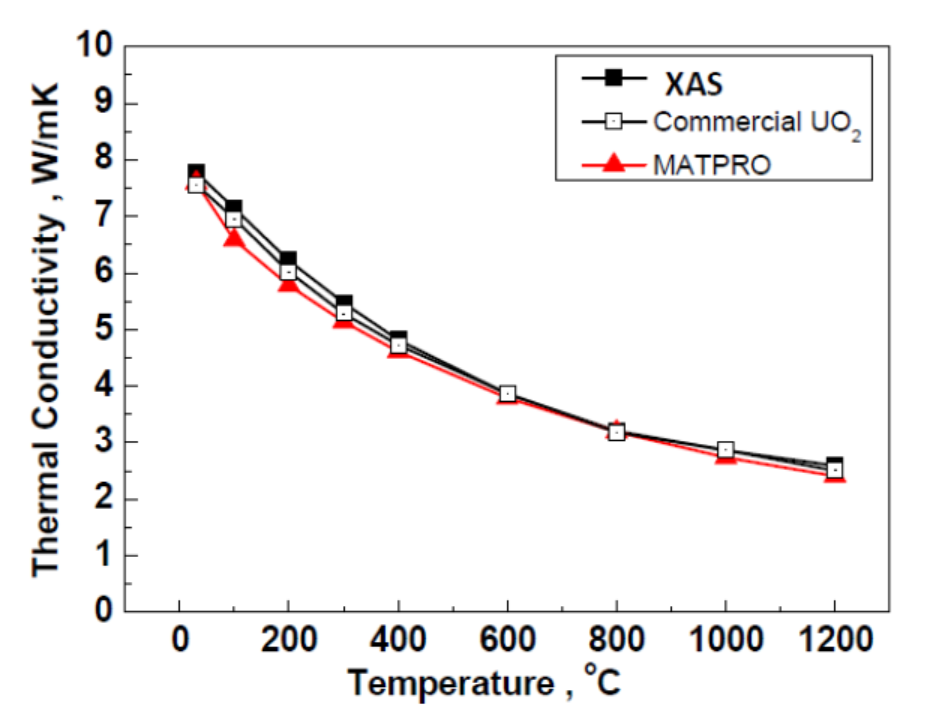 10
9
8
7
6
5
4
3
2
1
0
Thermal Conductivity , W/mK
XAS
Commercial UO₂
MATPRO
0 200 400 600 800 1000 1200
Temperature , °C